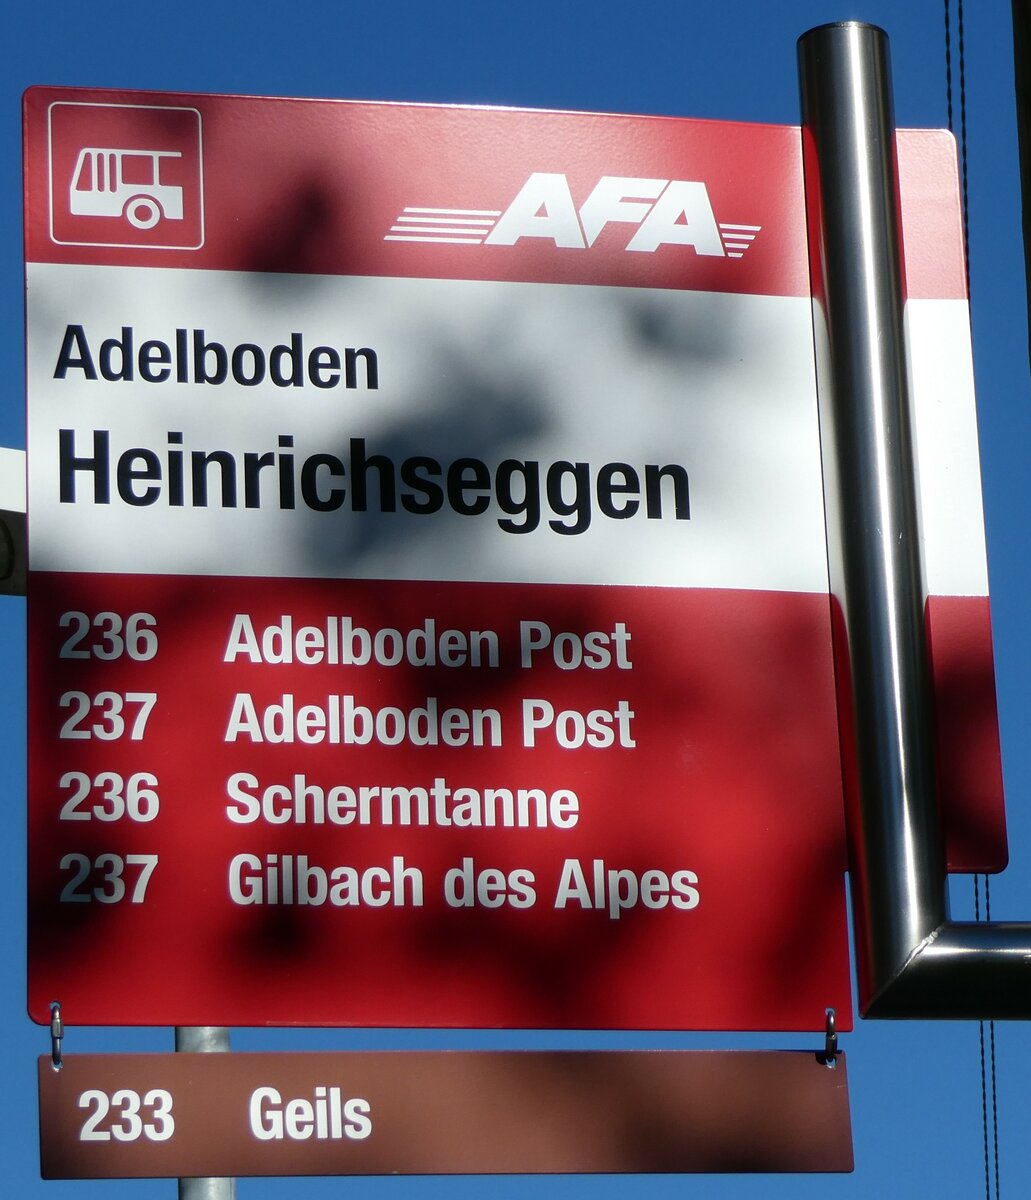 AFA
Adelboden
Heinrichseggen
236 Adelboden Post
237 Adelboden Post
236 Schermtanne
237 Gilbach des Alpes
233 Geils